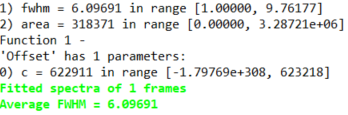 1) fwhm = 6.09691 in range [1.00000, 9.76177]
2) area = 318371 in range [0.00000, 3.28721e+06]
Function 1 -
'Offset' has 1 parameters:
0) c = 622911 in range [-1.79769e+308, 623218]
Fitted spectra of 1 frames
Average FWHM = 6.09691